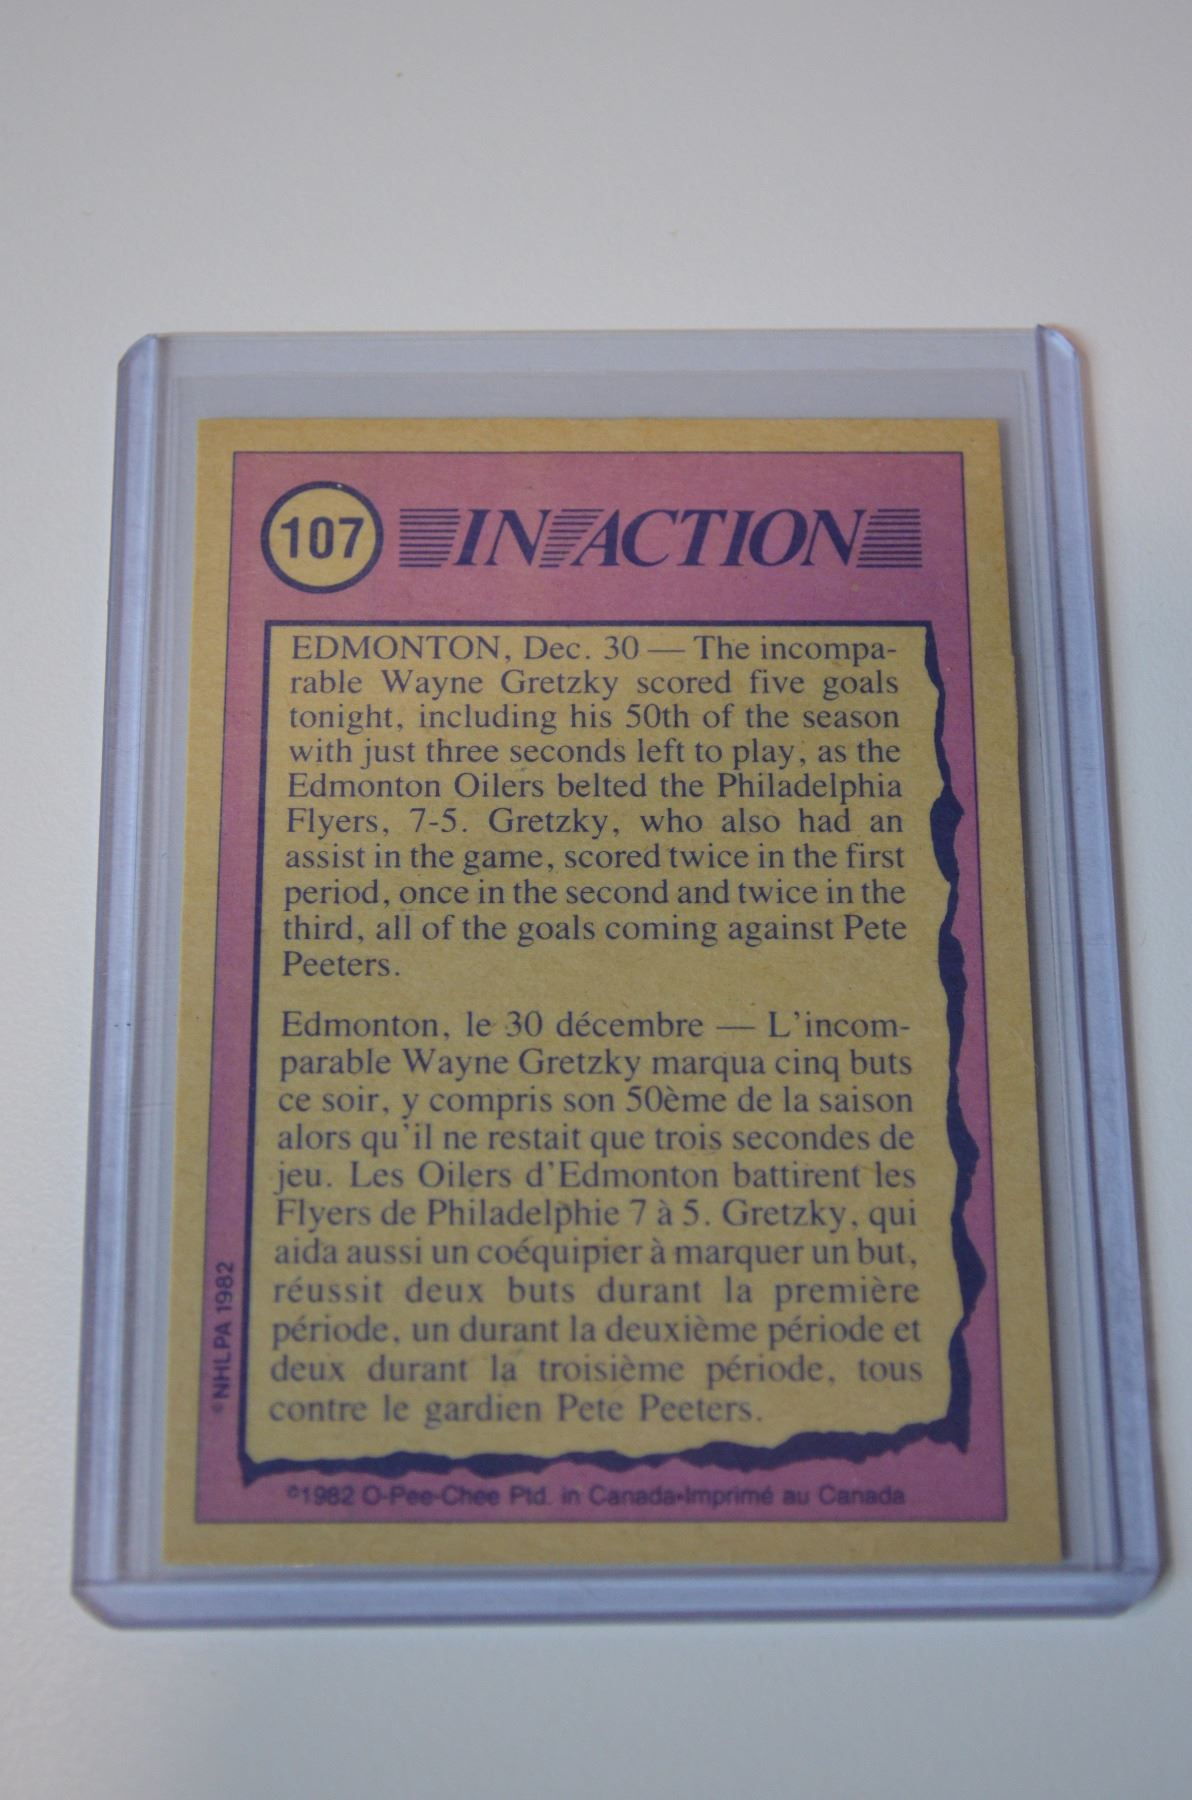 107 IN ACTION
EDMONTON, Dec. 30 — The incompa-
rable Wayne Gretzky scored five goals
tonight, including his 50th of the season
with just three seconds left to play, as the
Edmonton Oilers belted the Philadelphia
Flyers, 7-5. Gretzky, who also had an
assist in the game, scored twice in the first
period, once in the second and twice in the
third, all of the goals coming against Pete
Peeters.
Edmonton, le 30 décembre — L'incom-
parable Wayne Gretzky marqua cinq buts
ce soir, y compris son 50ème de la saison
alors qu'il ne restait que trois secondes de
jeu. Les Oilers d'Edmonton battirent les
Flyers de Philadelphie 7 à 5. Gretzky, qui
aida aussi un coéquipier à marquer un but,
réussit deux buts durant la première
période, un durant la deuxième période et
deux durant la troisième période, tous
contre le gardien Pete Peeters.
©NHLPA 1982
©1982 O-Pee-Chee Ptd. in Canada•Imprimé au Canada